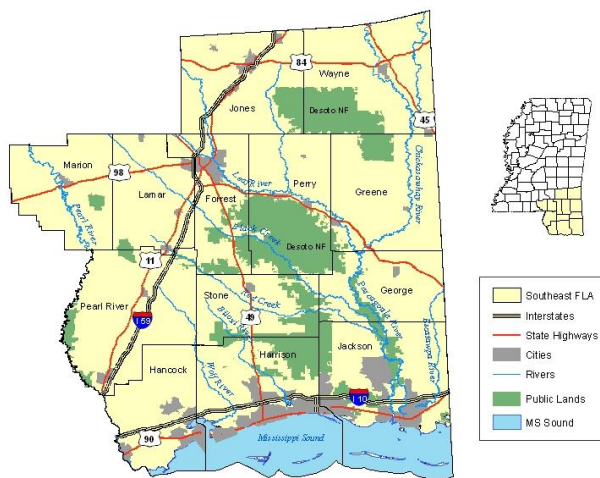 84
Wayne
Jones
Desoto NF
45
Chickasawhay River
Marion
98
Leaf River
Perry
Greene
Lamar
Forrest
Pearl River
Black Creek
Desoto NF
11
Pascagoula River
George
Pearl River
Stone
Red Creek
I 59
49
Biloxi River
Escatawpa River
Jackson
Harrison
Hancock
Wolf River
I 10
90
Mississippi Sound
Southeast FLA
Interstates
State Highways
Cities
Rivers
Public Lands
MS Sound